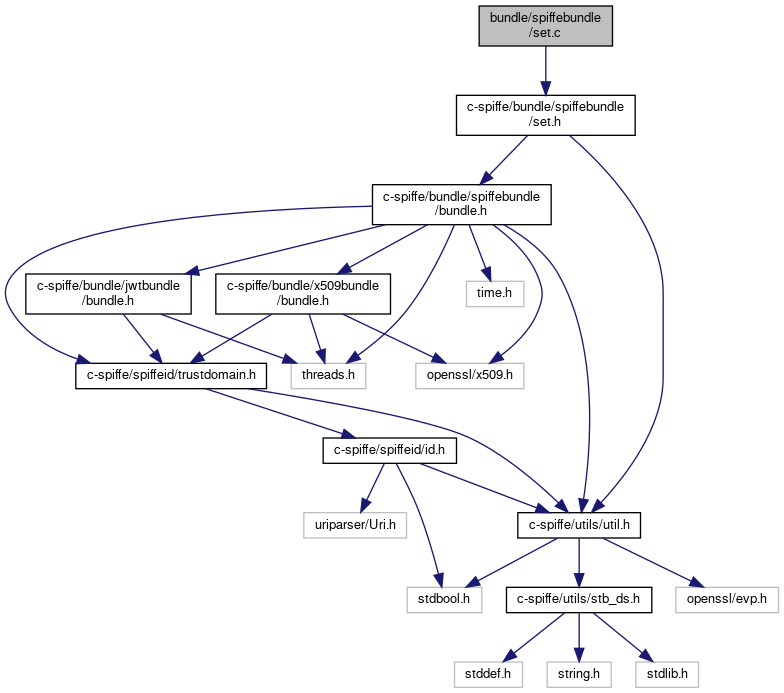 bundle/spiffebundle
/set.c
c-spiffe/bundle/spiffebundle
/set.h
c-spiffe/bundle/spiffebundle
/bundle.h
c-spiffe/bundle/jwtbundle
/bundle.h
c-spiffe/bundle/x509bundle
/bundle.h
time.h
c-spiffe/spiffeid/trustdomain.h
threads.h
openssl/x509.h
c-spiffe/spiffeid/id.h
uriparser/Uri.h
c-spiffe/utils/util.h
stdbool.h
c-spiffe/utils/stb_ds.h
openssl/evp.h
stddef.h
string.h
stdlib.h